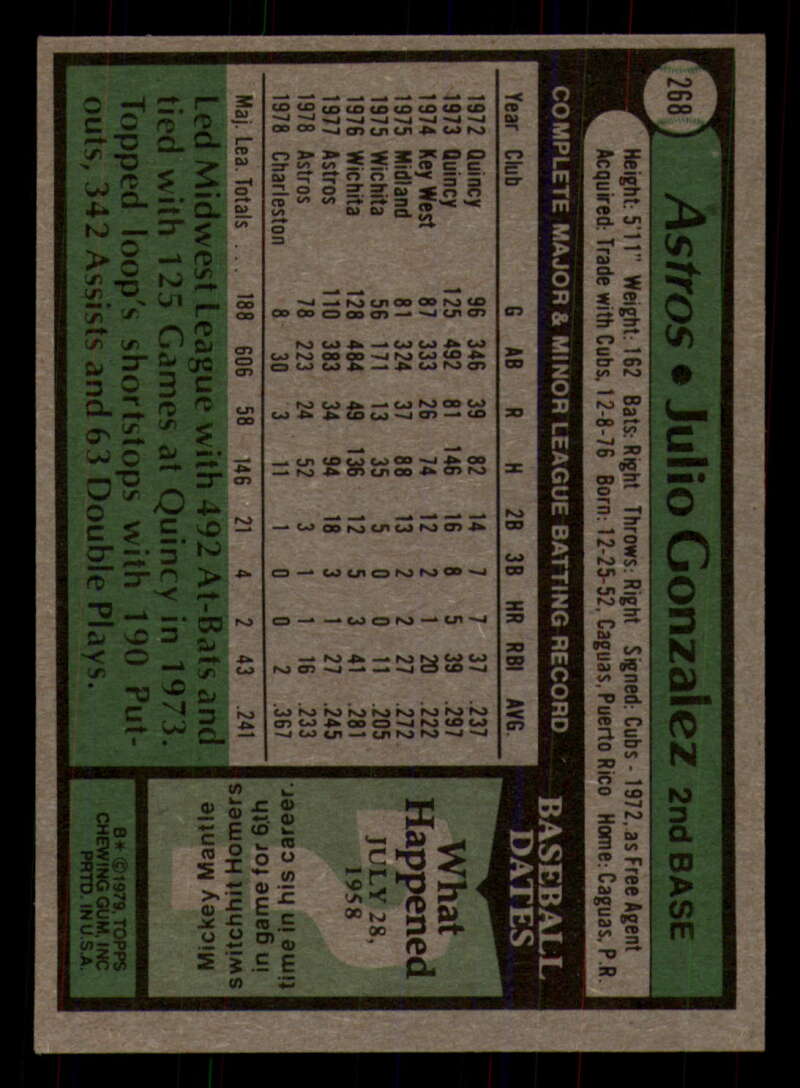 268
Astros • Julio Gonzalez 2nd BASE
Height: 5'11" Weight: 162 Bats: Right Throws: Right Signed: Cubs - 1972, as Free Agent
Acquired: Trade with Cubs, 12-8-76 Born: 12-25-52, Caguas, Puerto Rico Home: Caguas, P.R.
COMPLETE MAJOR & MINOR LEAGUE BATTING RECORD
Year Club G AB R H 2B 3B HR RBI AVG.
1972 Quincy 96 346 39 82 14 7 7 37 .237
1973 Quincy 125 492 81 146 16 8 5 39 .297
1974 Key West 87 333 26 74 12 2 1 20 .222
1975 Midland 81 324 37 88 13 2 2 27 .272
1975 Wichita 56 171 13 35 5 0 0 11 .205
1976 Wichita 128 484 49 136 12 5 3 41 .281
1977 Astros 110 383 34 94 18 3 1 27 .245
1978 Astros 78 223 24 52 3 1 1 16 .233
1978 Charleston 8 30 3 11 1 0 0 2 .367
Maj. Lea. Totals .... 188 606 58 146 21 4 2 43 .241
Led Midwest League with 492 At-Bats and
tied with 125 Games at Quincy in 1973.
Topped loop's shortstops with 190 Put-
outs, 342 Assists and 63 Double Plays.
BASEBALL
DATES
What
Happened
JULY 28,
1958
Mickey Mantle
switchhit Homers
in game for 6th
time in his career.
B* ©1979, TOPPS
CHEWING GUM, INC
PRTD. IN U.S.A.